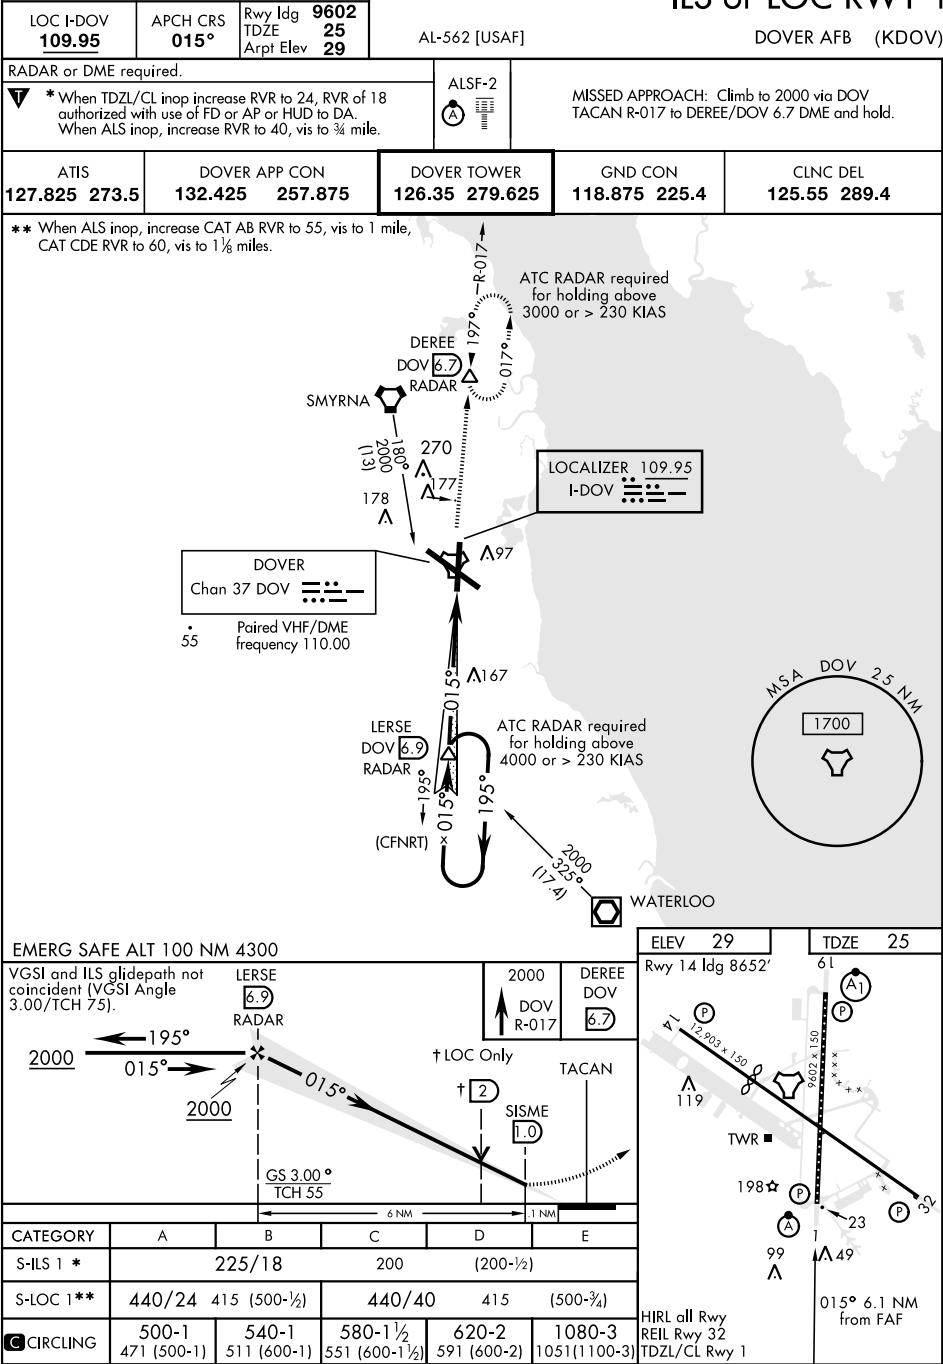 ILS or LOC RWY 1
LOC I-DOV
109.95
APCH CRS
015°
Rwy ldg 9602
TDZE 25
Arpt Elev 29
AL-562 [USAF]
DOVER AFB (KDOV)
RADAR or DME required.
T
* When TDZL/CL inop increase RVR to 24, RVR of 18
authorized with use of FD or AP or HUD to DA.
When ALS inop, increase RVR to 40, vis to ¾ mile.
ALSF-2
A
MISSED APPROACH: Climb to 2000 via DOV
TACAN R-017 to DEREE/DOV 6.7 DME and hold.
ATIS
127.825 273.5
DOVER APP CON
132.425 257.875
DOVER TOWER
126.35 279.625
GND CON
118.875 225.4
CLNC DEL
125.55 289.4
** When ALS inop, increase CAT AB RVR to 55, vis to 1 mile,
CAT CDE RVR to 60, vis to 1⅛ miles.
R-017
ATC RADAR required
for holding above
3000 or > 230 KIAS
197°
017°
DEREE
DOV 6.7
RADAR
SMYRNA
180°
2000
(13)
270
177
178
LOCALIZER 109.95
I-DOV
97
DOVER
Chan 37 DOV
55
Paired VHF/DME
frequency 110.00
015°
167
MSA DOV 25 NM
1700
LERSE
DOV 6.9
RADAR
ATC RADAR required
for holding above
4000 or > 230 KIAS
195°
015°
195°
(CFNRT) x
2000
325°
(17.4)
WATERLOO
EMERG SAFE ALT 100 NM 4300
VGSI and ILS glidepath not
coincident (VGSI Angle
3.00/TCH 75).
LERSE
6.9
RADAR
2000
DOV
R-017
DEREE
DOV
6.7
195°
2000
015°
2000
015°
† LOC Only
† 2
TACAN
SISME
1.0
GS 3.00°
TCH 55
6 NM
.1 NM
ELEV 29
TDZE 25
Rwy 14 ldg 8652'
19
A1
P
P
14
12,903 x 150
9602 x 150
119
TWR
198
P
P
32
A
23
1
99
49
015° 6.1 NM
from FAF
HIRL all Rwy
REIL Rwy 32
TDZL/CL Rwy 1
CATEGORY A B C D E
S-ILS 1 * 225/18 200 (200-½)
S-LOC 1** 440/24 415 (500-½) 440/40 415 (500-¾)
C CIRCLING 500-1 540-1 580-1½ 620-2 1080-3
471 (500-1) 511 (600-1) 551 (600-1½) 591 (600-2) 1051(1100-3)